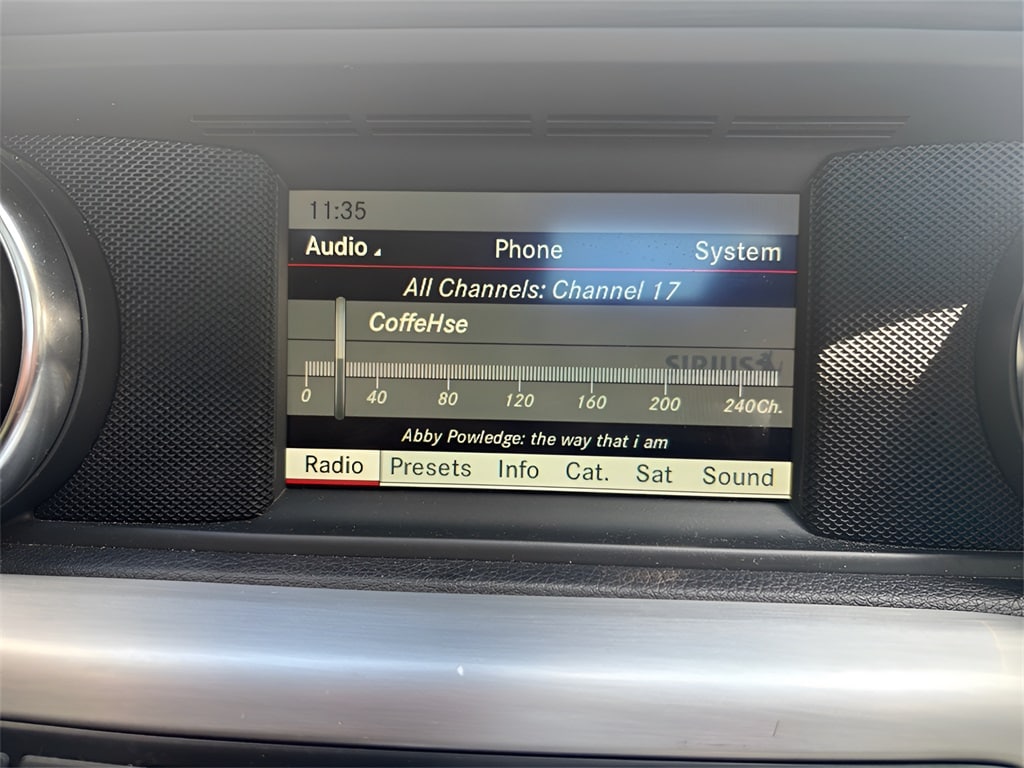 11:35
Audio Phone System
All Channels: Channel 17
CoffeHse
SIRIUS
0 40 80 120 160 200 240Ch.
Abby Powledge: the way that i am
Radio Presets Info Cat. Sat Sound